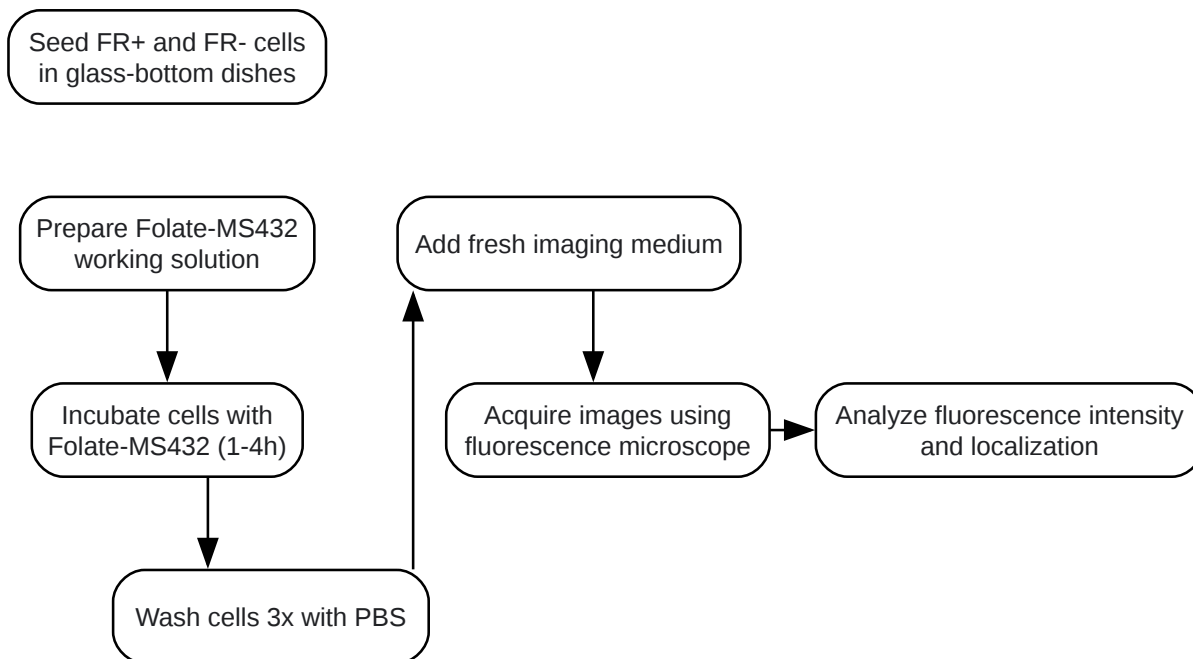 Seed FR+ and FR- cells
in glass-bottom dishes
Prepare Folate-MS432
working solution
Incubate cells with
Folate-MS432 (1-4h)
Wash cells 3x with PBS
Add fresh imaging medium
Acquire images using
fluorescence microscope
Analyze fluorescence intensity
and localization